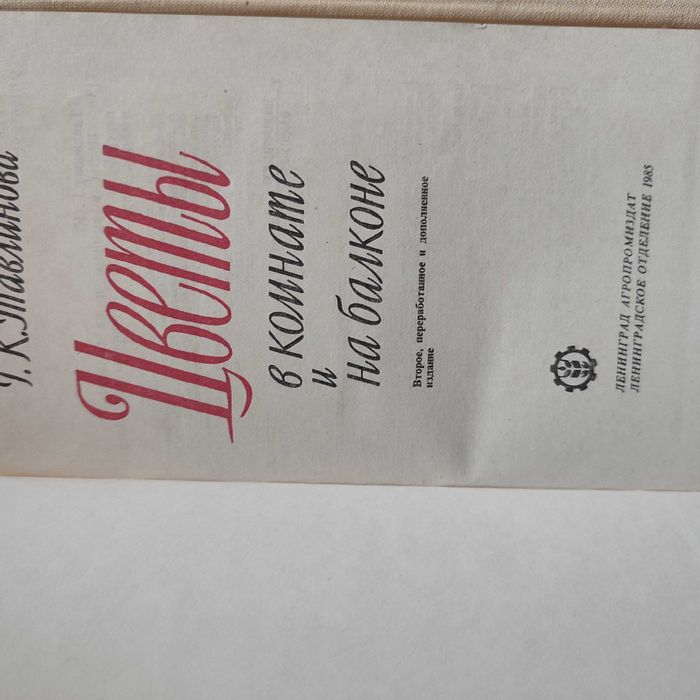 Г. К. Тавлинова
Цветы
в комнате
и
на балконе
Второе, переработанное и дополненное
издание
ЛЕНИНГРАД АГРОПРОМИЗДАТ
ЛЕНИНГРАДСКОЕ ОТДЕЛЕНИЕ 1985